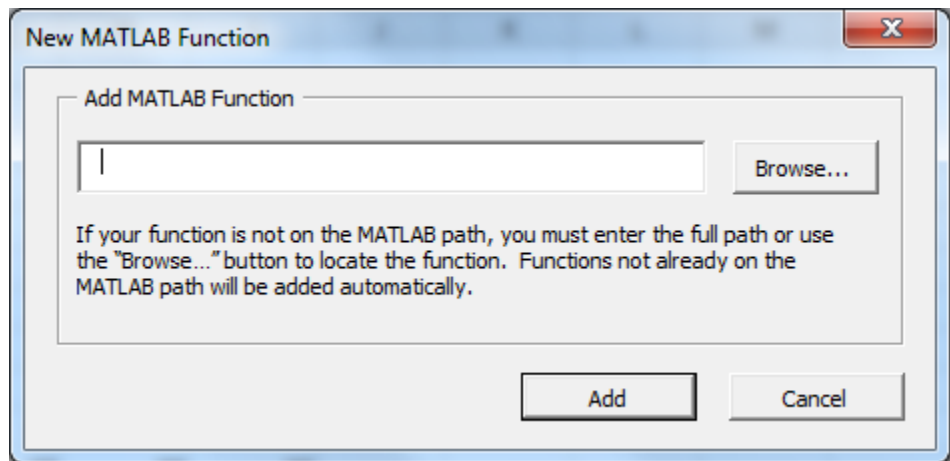 New MATLAB Function
Add MATLAB Function
Browse...
If your function is not on the MATLAB path, you must enter the full path or use
the “Browse...” button to locate the function.  Functions not already on the
MATLAB path will be added automatically.
Add
Cancel